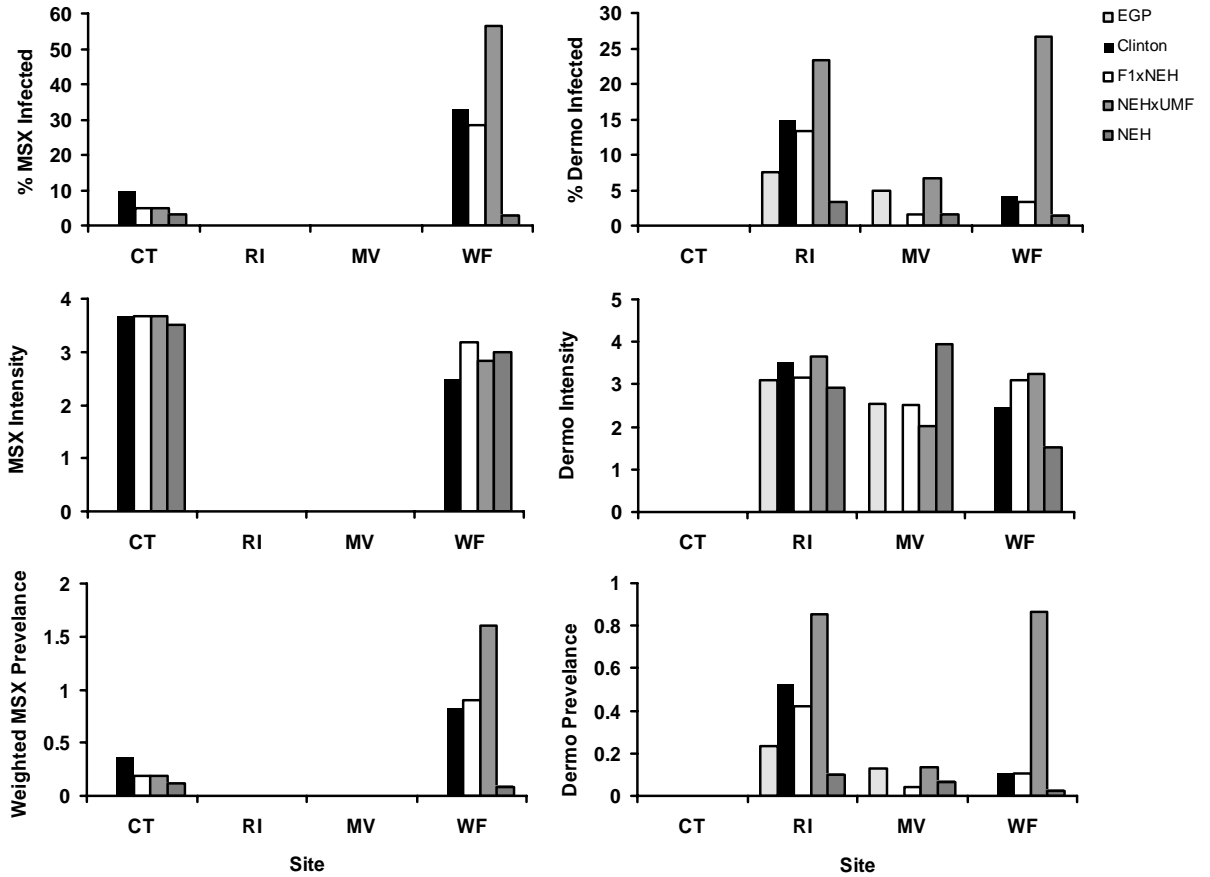 % MSX Infected
60
50
40
30
20
10
0
CT RI MV WF
% Dermo Infected
30
25
20
15
10
5
0
CT RI MV WF
EGP
Clinton
F1xNEH
NEHxUMF
NEH
MSX Intensity
4
3
2
1
0
CT RI MV WF
Dermo Intensity
5
4
3
2
1
0
CT RI MV WF
Weighted MSX Prevelance
2
1.5
1
0.5
0
CT RI MV WF
Site
Dermo Prevelance
1
0.8
0.6
0.4
0.2
0
CT RI MV WF
Site